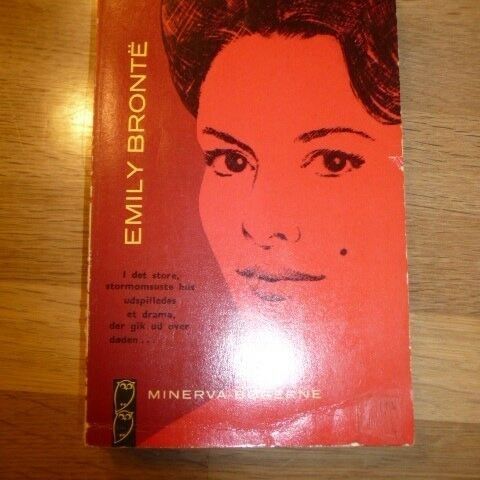 EMILY BRONTË
I det store,
stormomsuste hus
udspilledes
et drama,
der gik ud over
døden...
MINERVA-BØGERNE